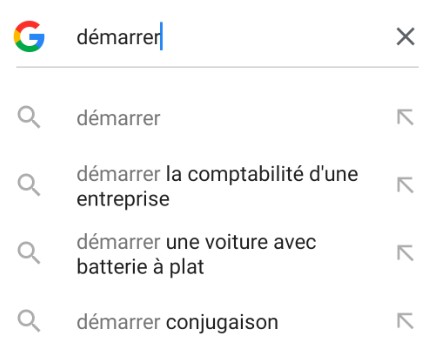 démarrer
démarrer
démarrer la comptabilité d'une
entreprise
démarrer une voiture avec
batterie à plat
démarrer conjugaison